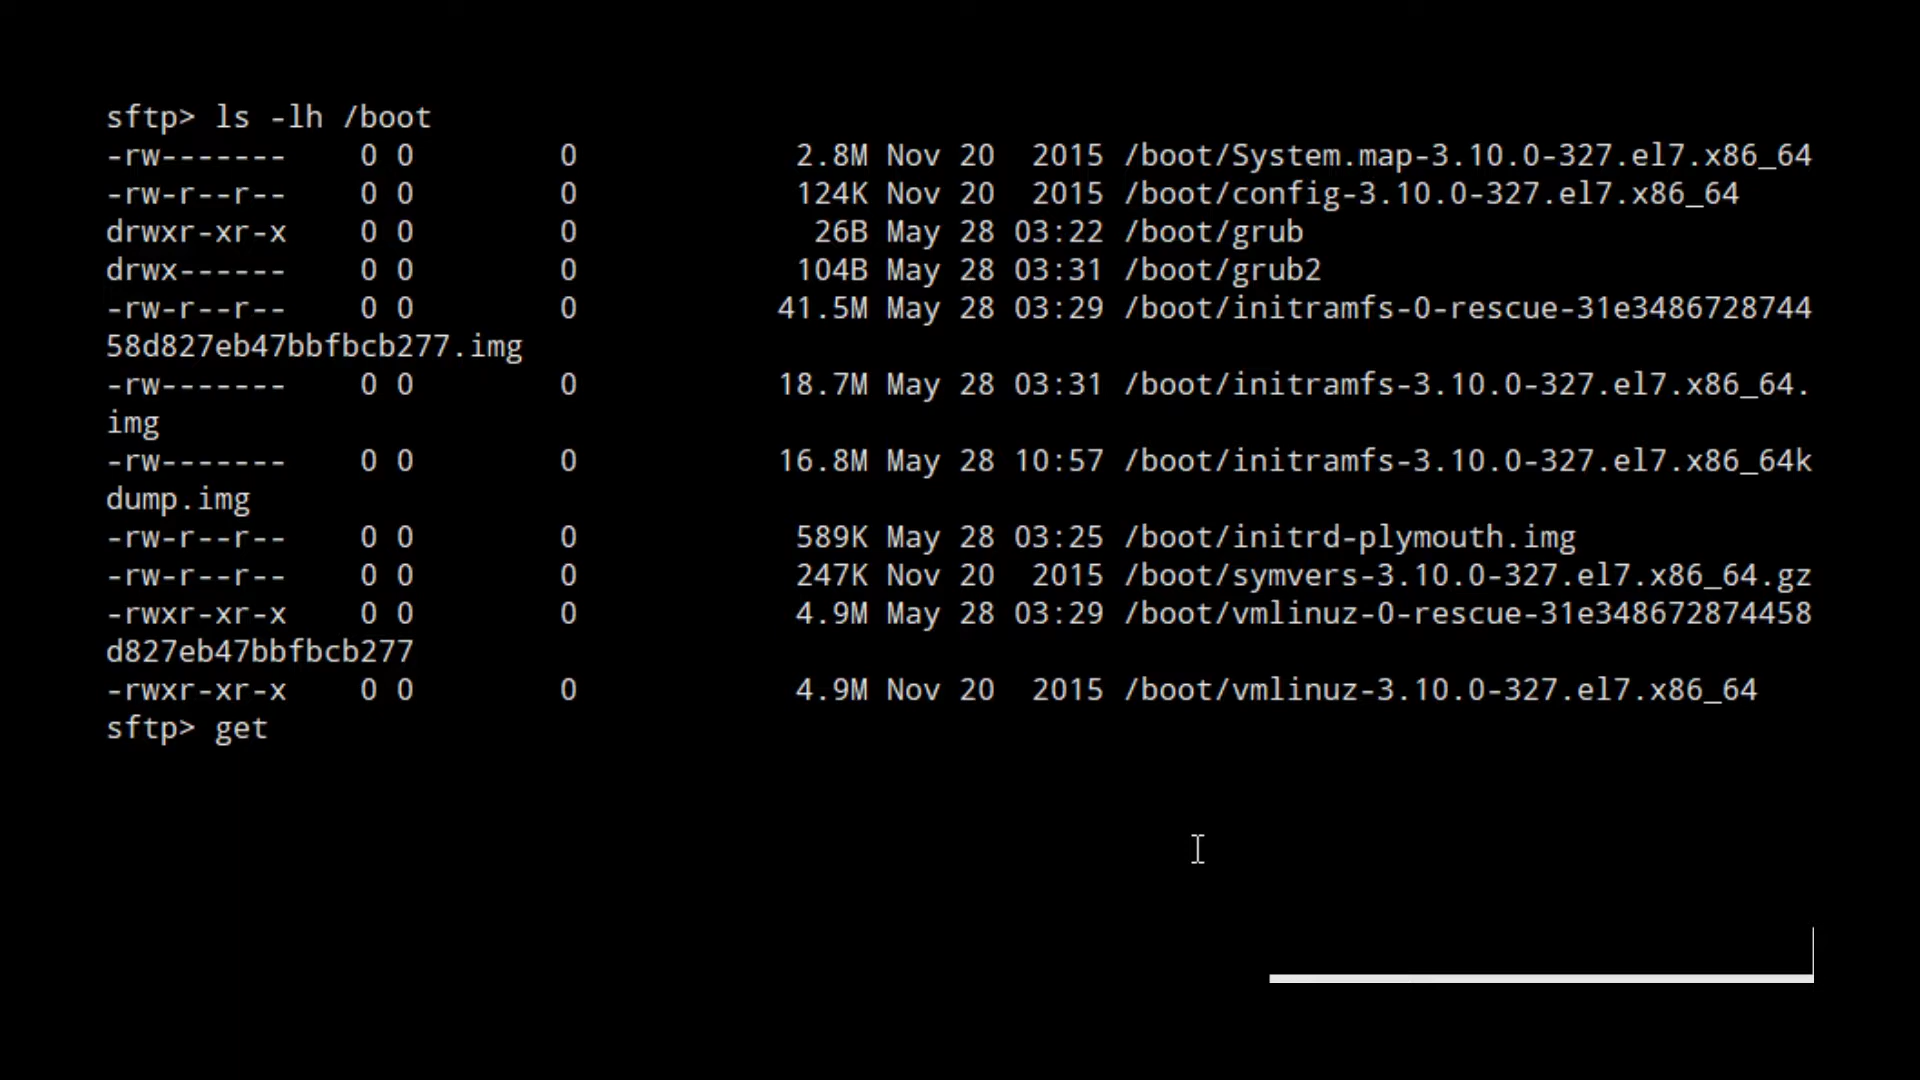 sftp> ls -lh /boot
-rw-------    0 0        0            2.8M Nov 20  2015 /boot/System.map-3.10.0-327.el7.x86_64
-rw-r--r--    0 0        0            124K Nov 20  2015 /boot/config-3.10.0-327.el7.x86_64
drwxr-xr-x    0 0        0             26B May 28 03:22 /boot/grub
drwx------    0 0        0            104B May 28 03:31 /boot/grub2
-rw-r--r--    0 0        0           41.5M May 28 03:29 /boot/initramfs-0-rescue-31e3486728744
58d827eb47bbfbcb277.img
-rw-------    0 0        0           18.7M May 28 03:31 /boot/initramfs-3.10.0-327.el7.x86_64.
img
-rw-------    0 0        0           16.8M May 28 10:57 /boot/initramfs-3.10.0-327.el7.x86_64k
dump.img
-rw-r--r--    0 0        0            589K May 28 03:25 /boot/initrd-plymouth.img
-rw-r--r--    0 0        0            247K Nov 20  2015 /boot/symvers-3.10.0-327.el7.x86_64.gz
-rwxr-xr-x    0 0        0            4.9M May 28 03:29 /boot/vmlinuz-0-rescue-31e348672874458
d827eb47bbfbcb277
-rwxr-xr-x    0 0        0            4.9M Nov 20  2015 /boot/vmlinuz-3.10.0-327.el7.x86_64
sftp> get